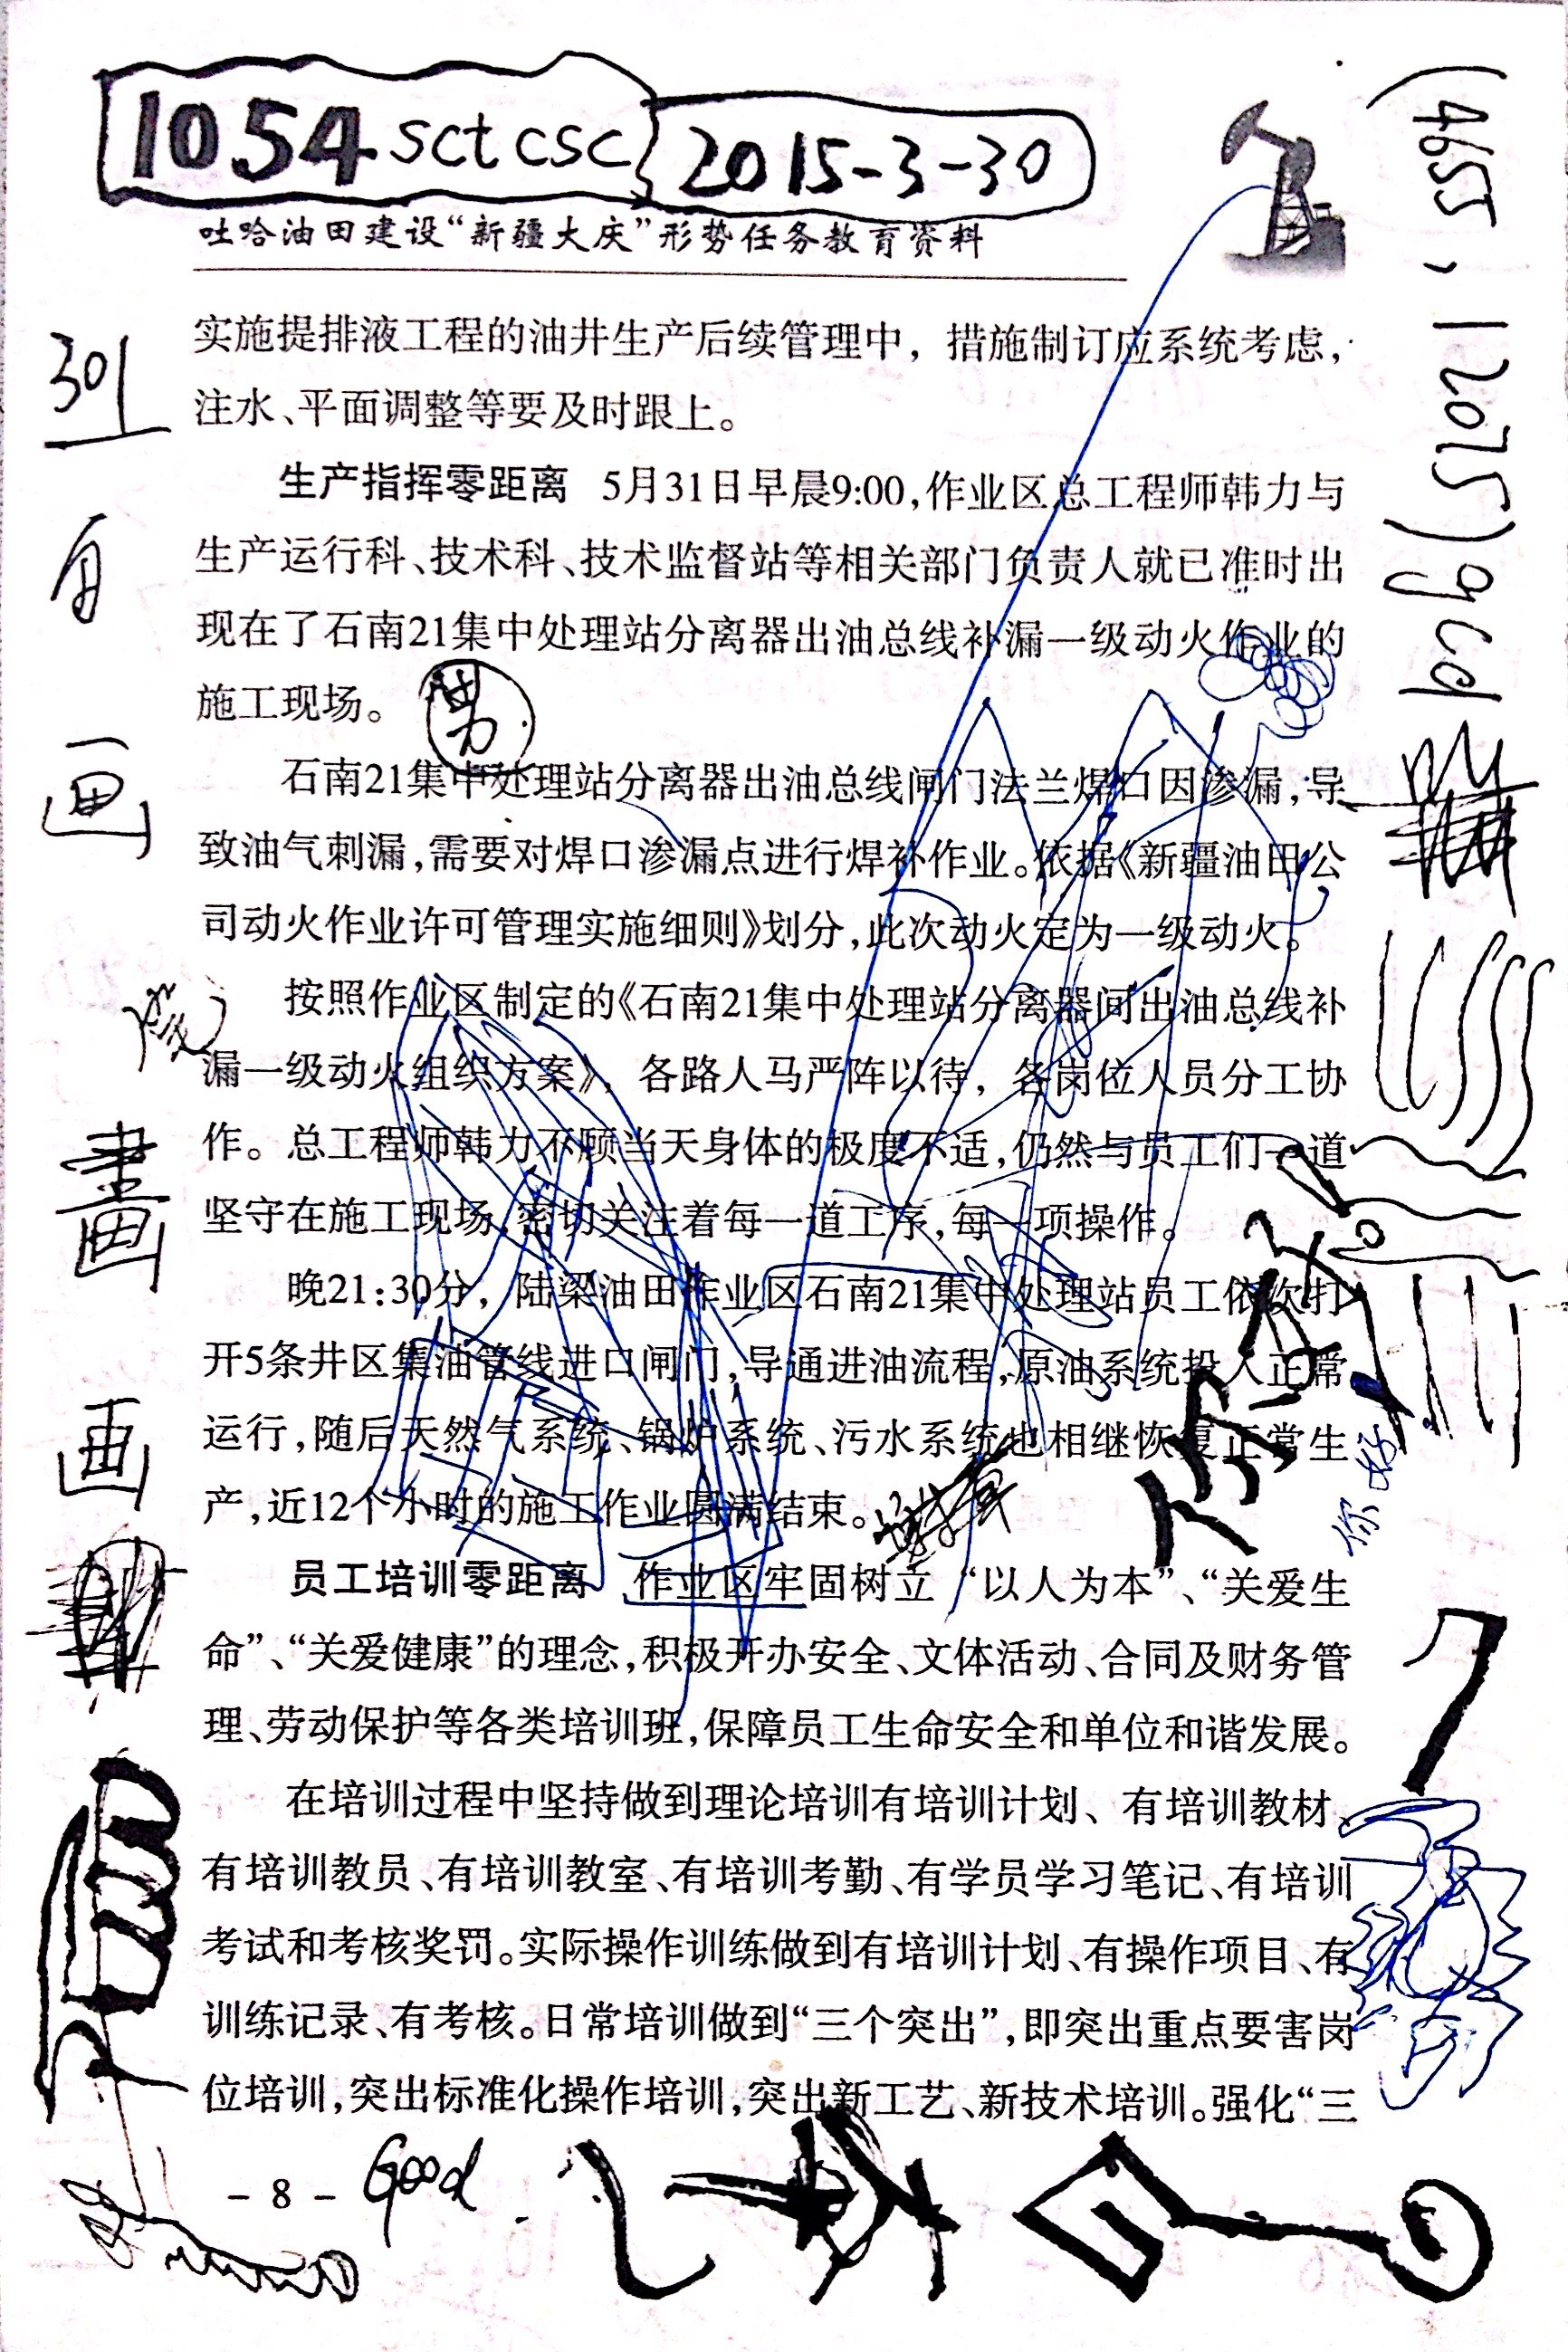 1054 sctcsc 2015-3-30
吐哈油田建设“新疆大庆”形势任务教育资料
实施提排液工程的油井生产后续管理中，措施制订应系统考虑，
注水、平面调整等要及时跟上。
生产指挥零距离 5月31日早晨9:00，作业区总工程师韩力与
生产运行科、技术科、技术监督站等相关部门负责人就已准时出
现在了石南21集中处理站分离器出油总线补漏一级动火作业的
施工现场。
男
石南21集中处理站分离器出油总线闸门法兰焊口因渗漏，导
致油气刺漏，需要对焊口渗漏点进行焊补作业。依据《新疆油田公
司动火作业许可管理实施细则》划分，此次动火定为一级动火。
按照作业区制定的《石南21集中处理站分离器间出油总线补
漏一级动火组织方案》，各路人马严阵以待，各岗位人员分工协
作。总工程师韩力不顾当天身体的极度不适，仍然与员工们一道
坚守在施工现场，密切关注着每一道工序，每一项操作。
晚21:30分，陆梁油田作业区石南21集中处理站员工依次打
开5条井区集油管线进口闸门，导通进油流程，原油系统投入正常
运行，随后天然气系统、锅炉系统、污水系统也相继恢复正常生
产，近12个小时的施工作业圆满结束。
员工培训零距离 作业区牢固树立“以人为本”、“关爱生
命”、“关爱健康”的理念，积极开办安全、文体活动、合同及财务管
理、劳动保护等各类培训班，保障员工生命安全和单位和谐发展。
在培训过程中坚持做到理论培训有培训计划、有培训教材、
有培训教员、有培训教室、有培训考勤、有学员学习笔记、有培训
考试和考核奖罚。实际操作训练做到有培训计划、有操作项目、有
训练记录、有考核。日常培训做到“三个突出”，即突出重点要害岗
位培训，突出标准化操作培训，突出新工艺、新技术培训。强化“三
- 8 -
Good
301
自
画
畫
画
(4655、12075)gcd
你好